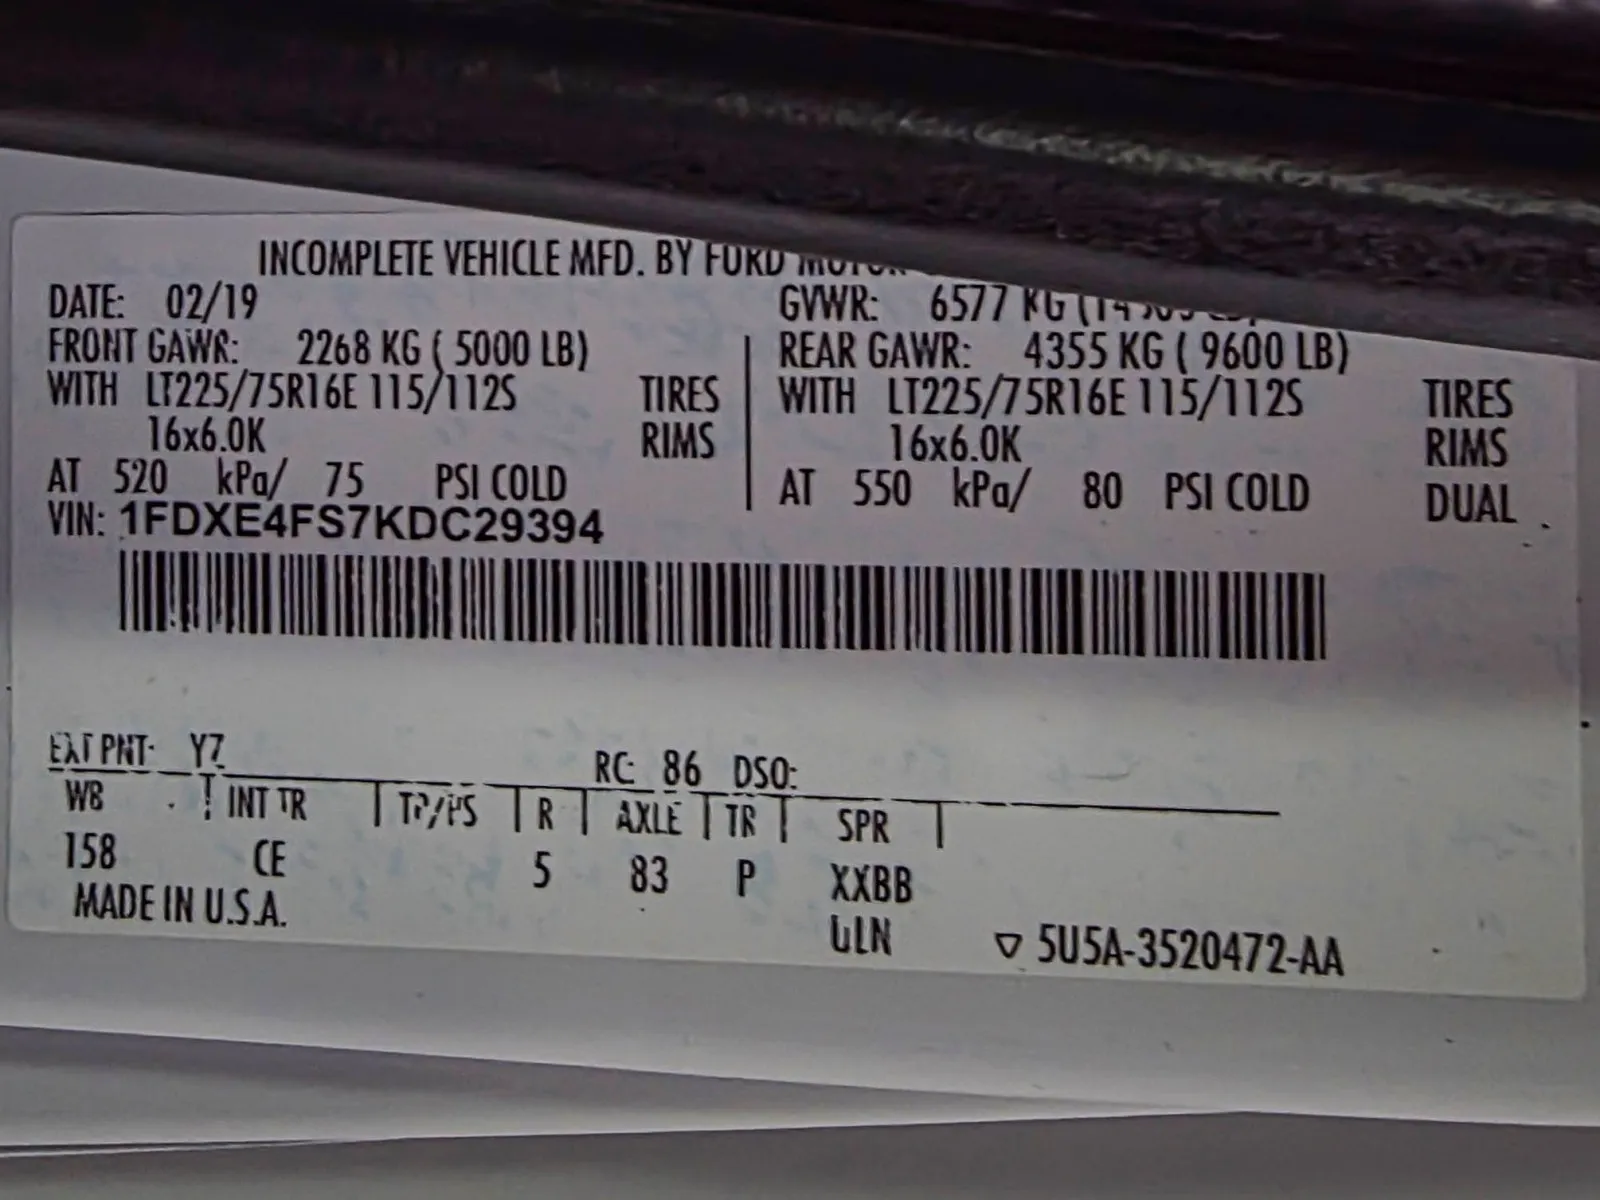 INCOMPLETE VEHICLE MFD. BY FORD MOTOR
DATE: 02/19 GVWR: 6577 KG
FRONT GAWR: 2268 KG ( 5000 LB) REAR GAWR: 4355 KG ( 9600 LB)
WITH LT225/75R16E 115/112S TIRES WITH LT225/75R16E 115/112S TIRES
16x6.0K RIMS 16x6.0K RIMS
AT 520 kPa/ 75 PSI COLD AT 550 kPa/ 80 PSI COLD DUAL
VIN: 1FDXE4FS7KDC29394
EXT PNT: YZ RC: 86 DSO:
WB INT TR TP/PS R AXLE TR SPR
158 CE 5 83 P XXBB
MADE IN U.S.A. ▽ 5U5A-3520472-AA